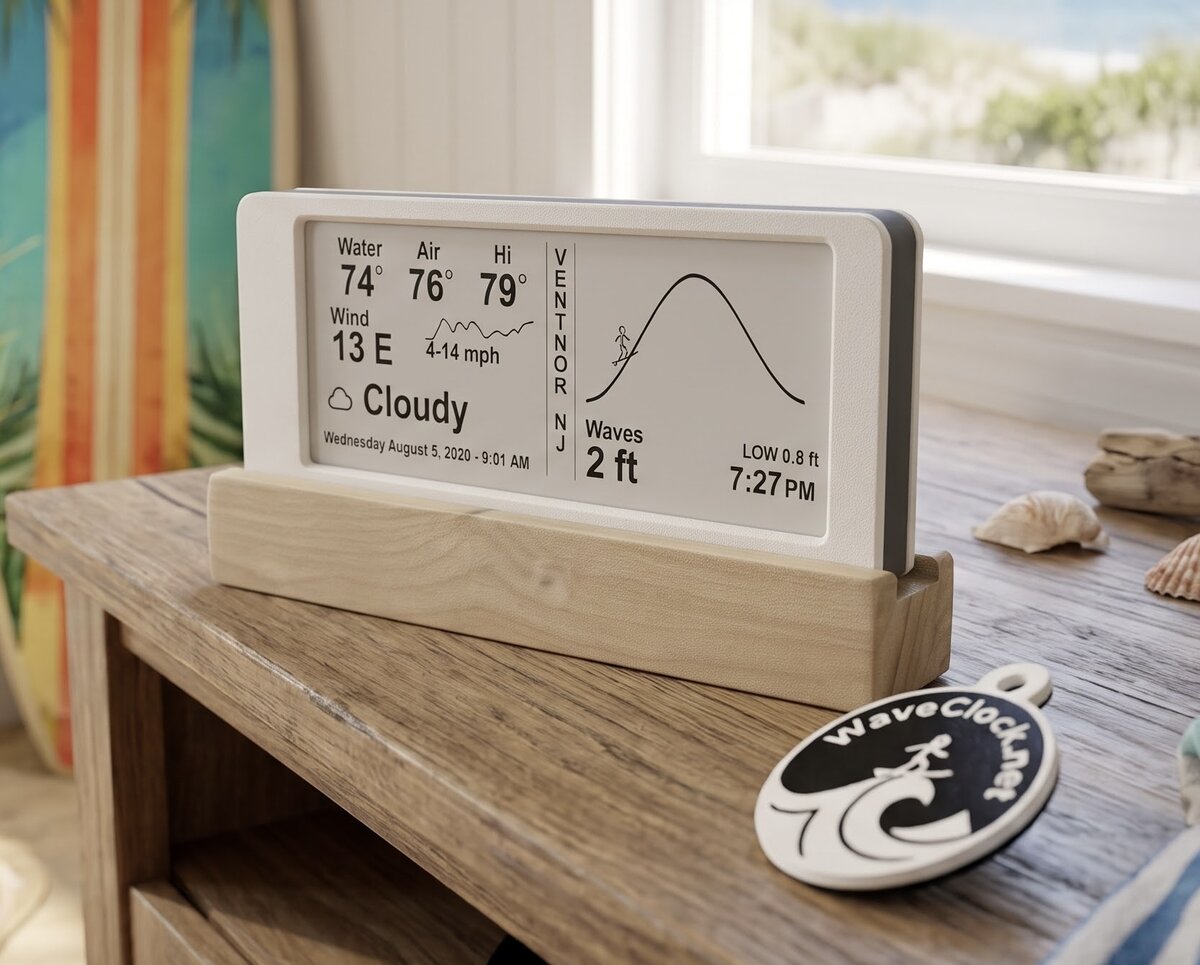 Water Air Hi
74° 76° 79°
Wind
13 E
4-14 mph
Cloudy
Wednesday August 5, 2020 - 9:01 AM
VENTNOR NJ
Waves
2 ft
LOW 0.8 ft
7:27 PM
WaveClock.net